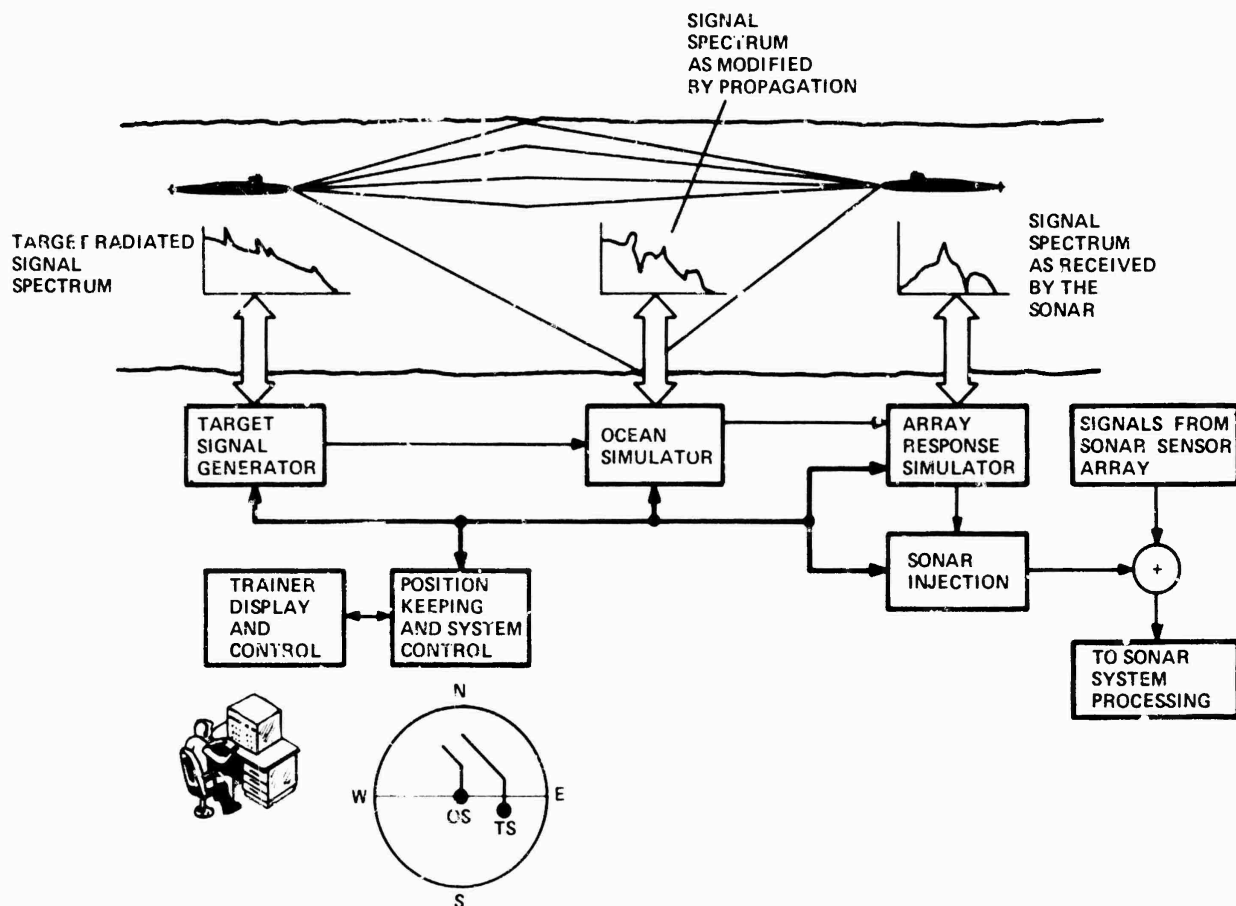 SIGNAL
SPECTRUM
AS MODIFIED
BY PROPAGATION
TARGET RADIATED
SIGNAL
SPECTRUM
SIGNAL
SPECTRUM
AS RECEIVED
BY THE
SONAR
TARGET
SIGNAL
GENERATOR
OCEAN
SIMULATOR
ARRAY
RESPONSE
SIMULATOR
SIGNALS FROM
SONAR SENSOR
ARRAY
SONAR
INJECTION
+
TRAINER
DISPLAY
AND
CONTROL
POSITION
KEEPING
AND SYSTEM
CONTROL
TO SONAR
SYSTEM
PROCESSING
N
W
E
OS
TS
S